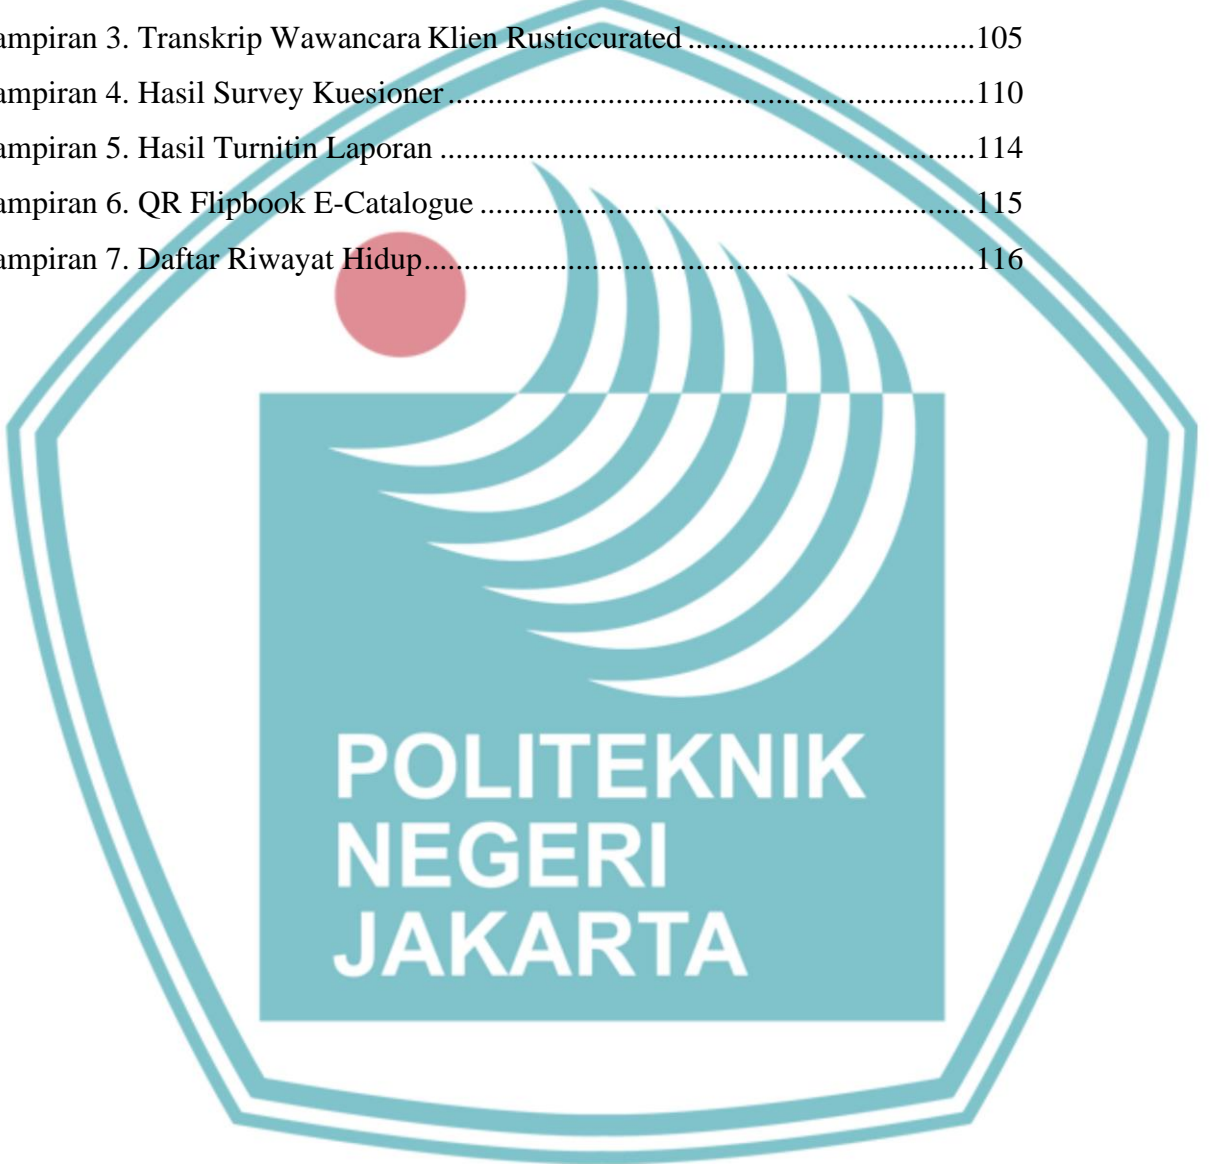 ampiran 3. Transkrip Wawancara Klien Rusticcurated ....................................105
ampiran 4. Hasil Survey Kuesioner ..................................................................110
ampiran 5. Hasil Turnitin Laporan ...................................................................114
ampiran 6. QR Flipbook E-Catalogue ..............................................................115
ampiran 7. Daftar Riwayat Hidup.....................................................................116
POLITEKNIK
NEGERI
JAKARTA